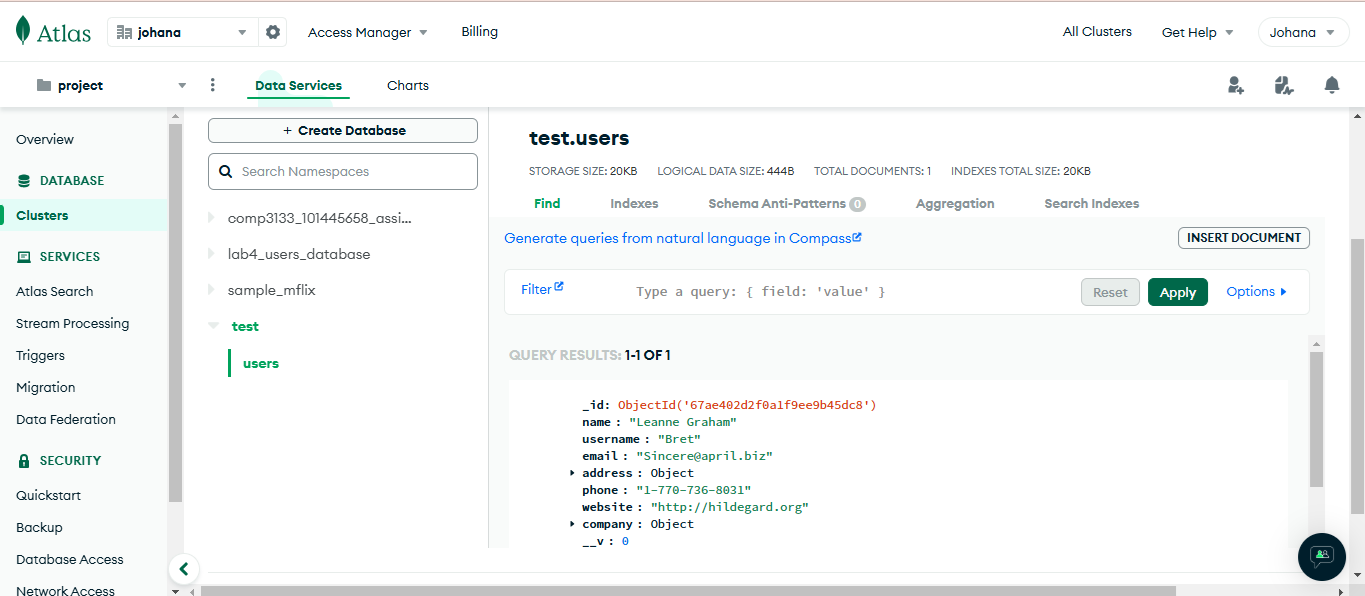 Atlas
johana
Access Manager
Billing
All Clusters
Get Help
Johana
project
Data Services
Charts
Overview
DATABASE
Clusters
SERVICES
Atlas Search
Stream Processing
Triggers
Migration
Data Federation
SECURITY
Quickstart
Backup
Database Access
Network Access
+ Create Database
Search Namespaces
comp3133_101445658_assi...
lab4_users_database
sample_mflix
test
users
test.users
STORAGE SIZE: 20KB LOGICAL DATA SIZE: 444B TOTAL DOCUMENTS: 1 INDEXES TOTAL SIZE: 20KB
Find Indexes Schema Anti-Patterns 0 Aggregation Search Indexes
Generate queries from natural language in Compass
INSERT DOCUMENT
Filter Type a query: { field: 'value' } Reset Apply Options
QUERY RESULTS: 1-1 OF 1
_id: ObjectId('67ae402d2f0a1f9ee9b45dc8')
name : "Leanne Graham"
username : "Bret"
email : "Sincere@april.biz"
address : Object
phone : "1-770-736-8031"
website : "http://hildegard.org"
company : Object
__v : 0